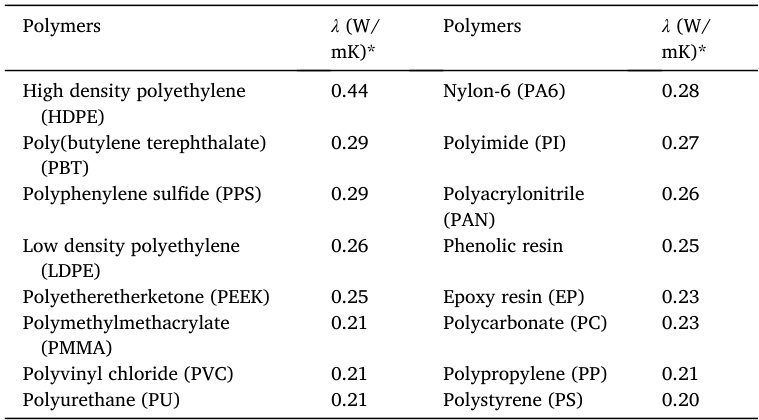 Polymers λ (W/ Polymers λ (W/
mK)* mK)*
High density polyethylene 0.44 Nylon-6 (PA6) 0.28
(HDPE)
Poly(butylene terephthalate) 0.29 Polyimide (PI) 0.27
(PBT)
Polyphenylene sulfide (PPS) 0.29 Polyacrylonitrile 0.26
(PAN)
Low density polyethylene 0.26 Phenolic resin 0.25
(LDPE)
Polyetheretherketone (PEEK) 0.25 Epoxy resin (EP) 0.23
Polymethylmethacrylate 0.21 Polycarbonate (PC) 0.23
(PMMA)
Polyvinyl chloride (PVC) 0.21 Polypropylene (PP) 0.21
Polyurethane (PU) 0.21 Polystyrene (PS) 0.20